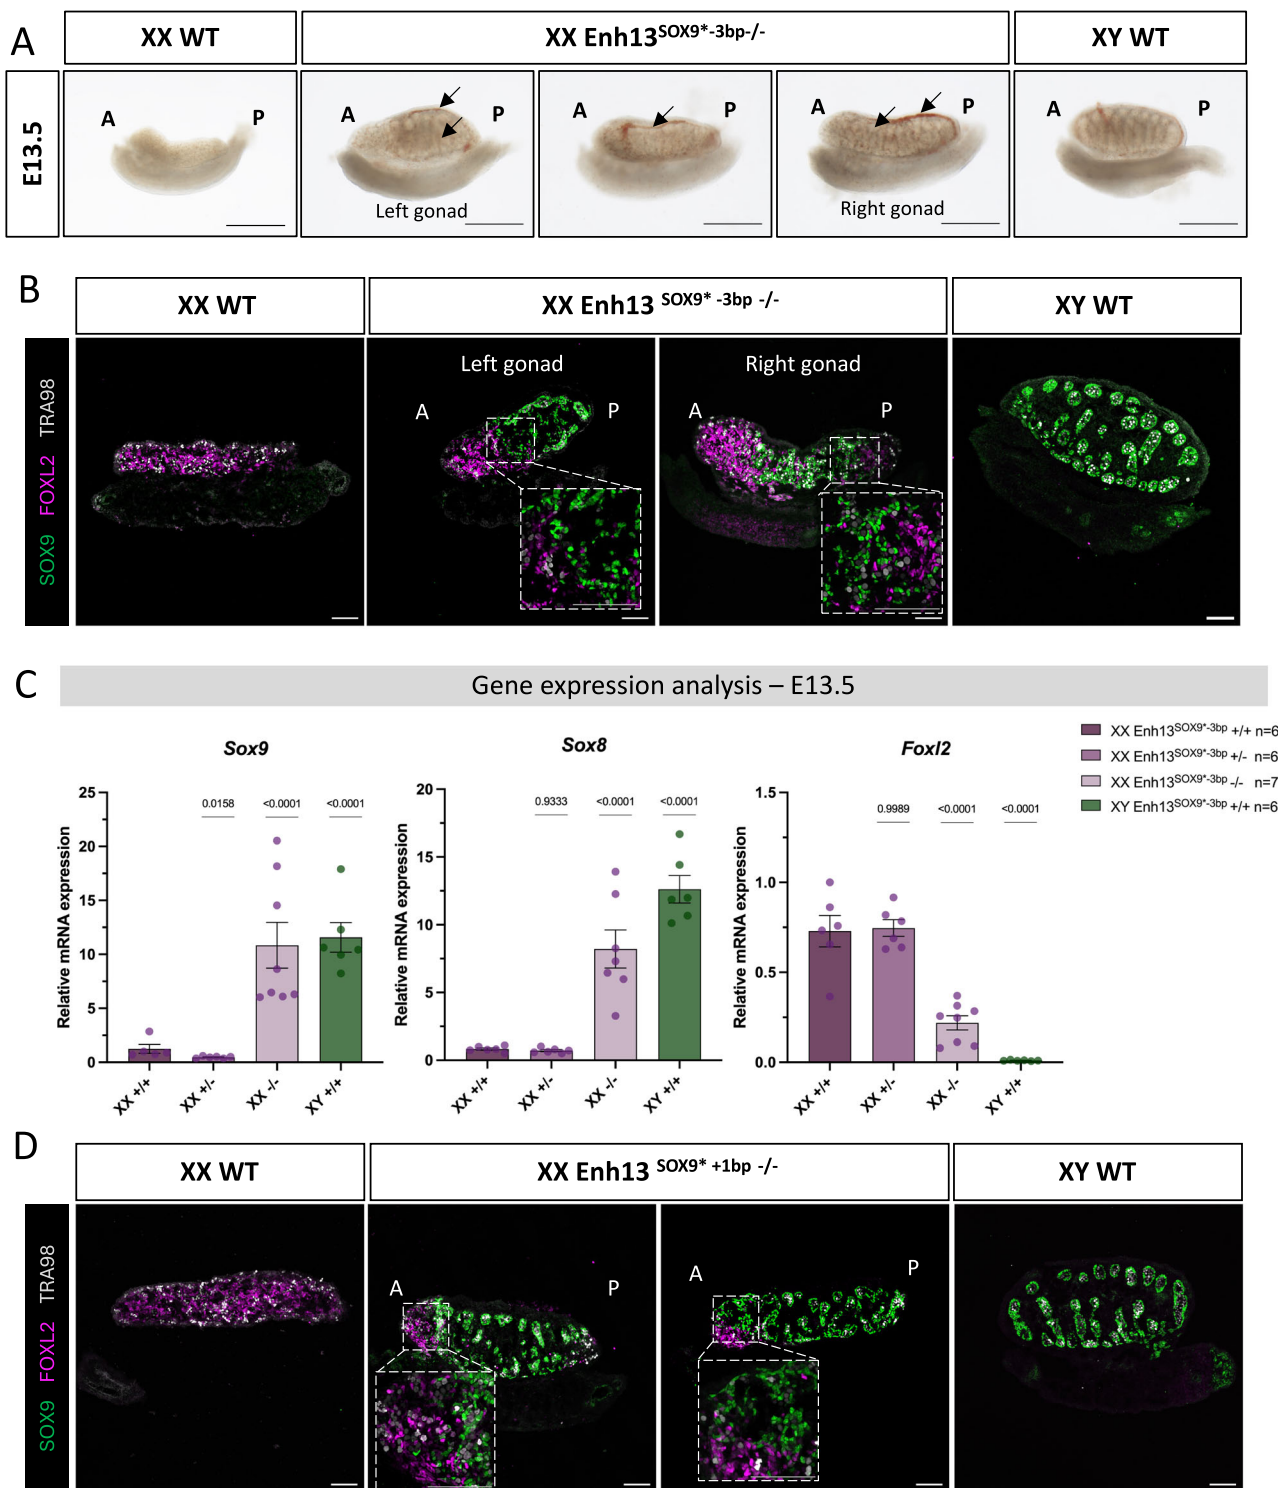 A
XX WT
XX Enh13SOX9*-3bp-/-
XY WT
E13.5
A P
A P
Left gonad
A P
A P
Right gonad
A P
B
XX WT
XX Enh13 SOX9* -3bp -/-
XY WT
SOX9 FOXL2 TRA98
Left gonad
A P
Right gonad
A P
C
Gene expression analysis – E13.5
Sox9
Relative mRNA expression
25
20
15
10
5
0
0.0158
<0.0001
<0.0001
XX +/+
XX +/-
XX -/-
XY +/+
Sox8
Relative mRNA expression
20
15
10
5
0
0.9333
<0.0001
<0.0001
XX +/+
XX +/-
XX -/-
XY +/+
Foxl2
Relative mRNA expression
1.5
1.0
0.5
0.0
0.9989
<0.0001
<0.0001
XX +/+
XX +/-
XX -/-
XY +/+
XX Enh13SOX9*-3bp +/+ n=6
XX Enh13SOX9*-3bp +/- n=6
XX Enh13SOX9*-3bp -/- n=7
XY Enh13SOX9*-3bp +/+ n=6
D
XX WT
XX Enh13 SOX9* +1bp -/-
XY WT
SOX9 FOXL2 TRA98
A P
A P